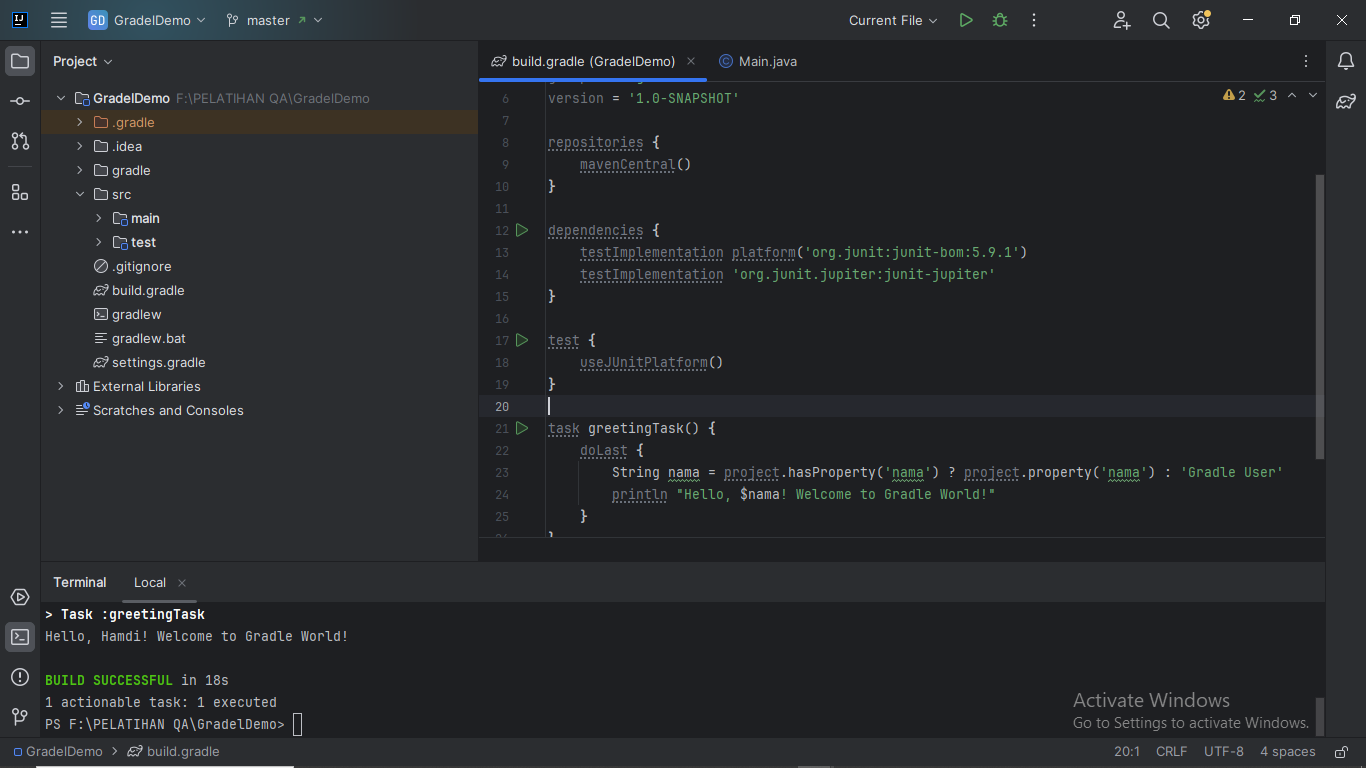 GD GradelDemo master Current File
Project
GradelDemo F:\PELATIHAN QA\GradelDemo
.gradle
.idea
gradle
src
main
test
.gitignore
build.gradle
gradlew
gradlew.bat
settings.gradle
External Libraries
Scratches and Consoles
build.gradle (GradelDemo) Main.java
2 3
6 version = '1.0-SNAPSHOT'
7
8 repositories {
9 mavenCentral()
10 }
11
12 dependencies {
13 testImplementation platform('org.junit:junit-bom:5.9.1')
14 testImplementation 'org.junit.jupiter:junit-jupiter'
15 }
16
17 test {
18 useJUnitPlatform()
19 }
20
21 task greetingTask() {
22 doLast {
23 String nama = project.hasProperty('nama') ? project.property('nama') : 'Gradle User'
24 println "Hello, $nama! Welcome to Gradle World!"
25 }
Terminal Local
> Task :greetingTask
Hello, Hamdi! Welcome to Gradle World!
BUILD SUCCESSFUL in 18s
1 actionable task: 1 executed
PS F:\PELATIHAN QA\GradelDemo>
Activate Windows
Go to Settings to activate Windows.
GradelDemo > build.gradle 20:1 CRLF UTF-8 4 spaces